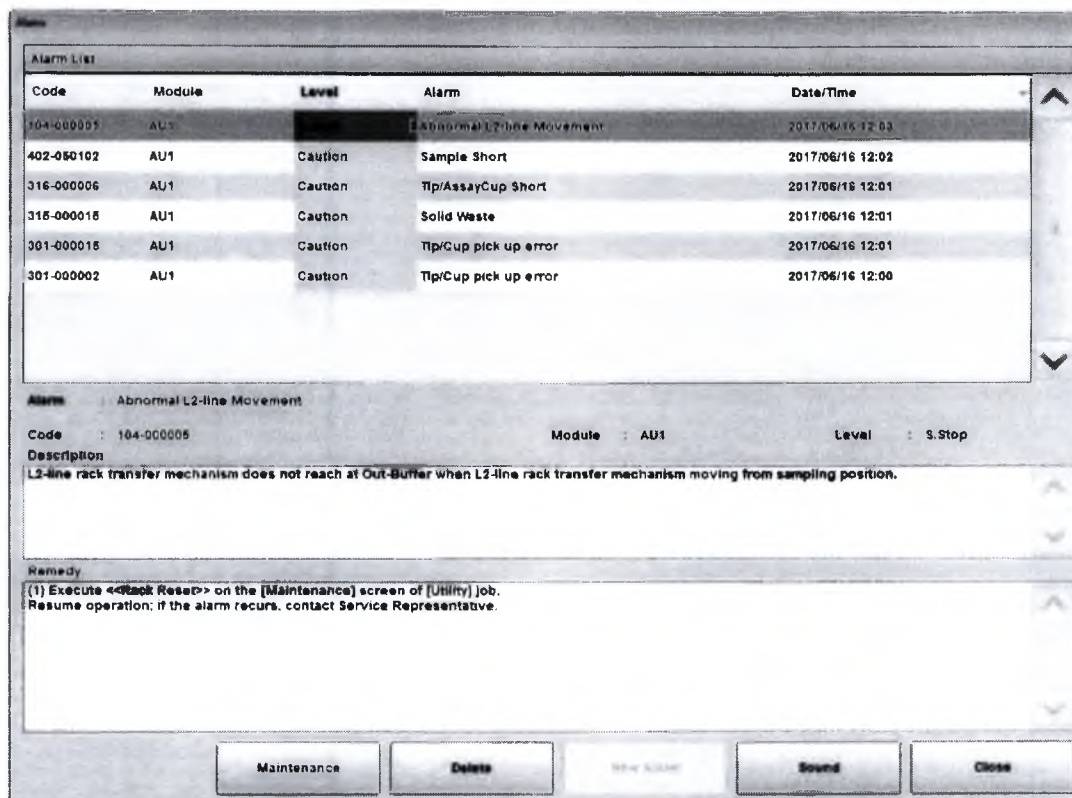 Alarm
Alarm List
Code Module Level Alarm Date/Time
104-000005 AU1 Abnormal L2-line Movement 2017/06/16 12:03
402-050102 AU1 Caution Sample Short 2017/06/16 12:02
316-000006 AU1 Caution Tip/AssayCup Short 2017/06/16 12:01
315-000015 AU1 Caution Solid Waste 2017/06/16 12:01
301-000015 AU1 Caution Tip/Cup pick up error 2017/06/16 12:01
301-000002 AU1 Caution Tip/Cup pick up error 2017/06/16 12:00
Alarm : Abnormal L2-line Movement
Code : 104-000005 Module : AU1 Level : S.Stop
Description
L2-line rack transfer mechanism does not reach at Out-Buffer when L2-line rack transfer mechanism moving from sampling position.
Remedy
(1) Execute <<Rack Reset>> on the [Maintenance] screen of [Utility] job.
Resume operation; if the alarm recurs, contact Service Representative.
Maintenance Delete Sound Close